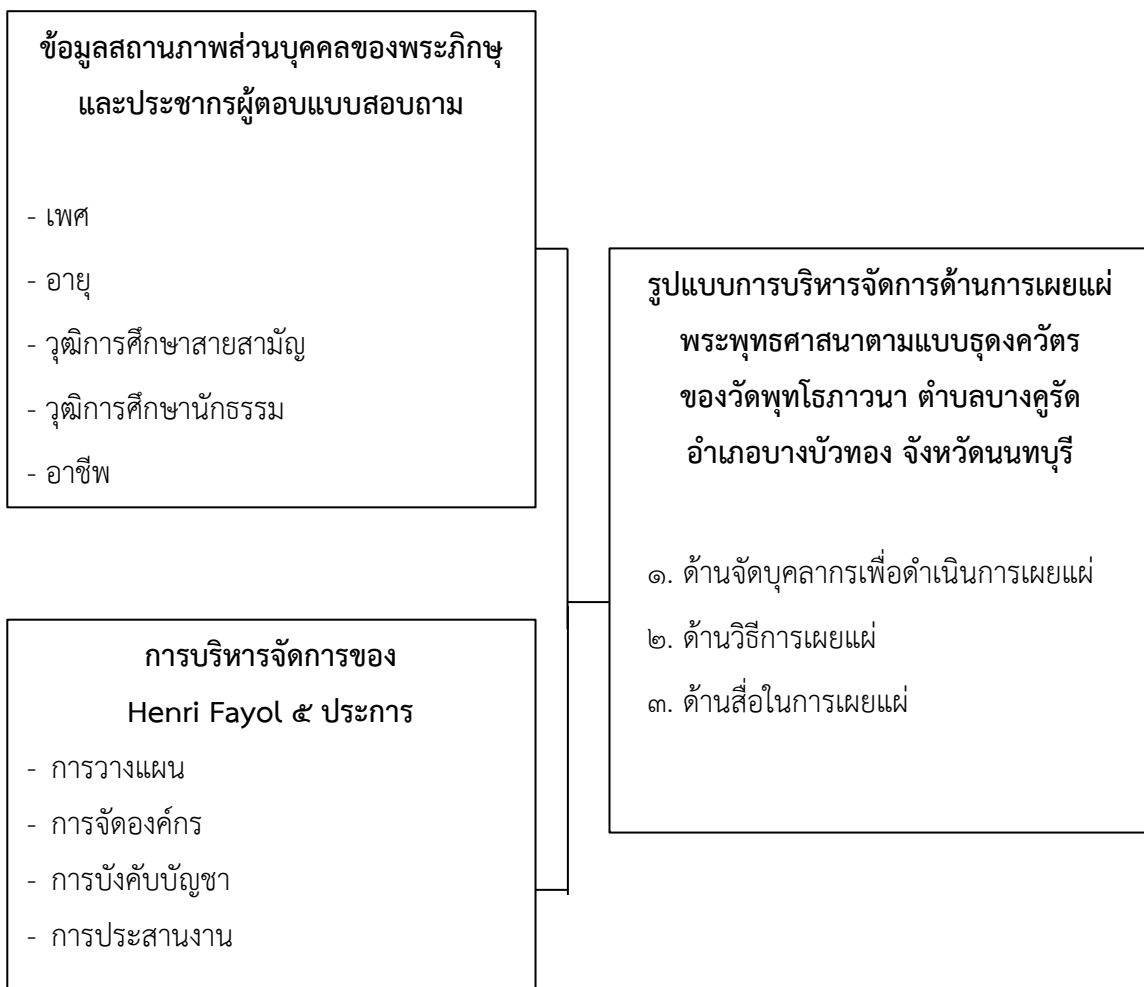 ข้อมูลสถานภาพส่วนบุคคลของพระภิกษุ
และประชากรผู้ตอบแบบสอบถาม
- เพศ
- อายุ
- วุฒิการศึกษาสายสามัญ
- วุฒิการศึกษานักธรรม
- อาชีพ
รูปแบบการบริหารจัดการด้านการเผยแผ่
พระพุทธศาสนาตามแบบธุดงควัตร
ของวัดพุทโธภาวนา ตำบลบางคูรัด
อำเภอบางบัวทอง จังหวัดนนทบุรี
๑. ด้านจัดบุคลากรเพื่อดำเนินการเผยแผ่
๒. ด้านวิธีการเผยแผ่
๓. ด้านสื่อในการเผยแผ่
การบริหารจัดการของ
Henri Fayol ๕ ประการ
- การวางแผน
- การจัดองค์กร
- การบังคับบัญชา
- การประสานงาน